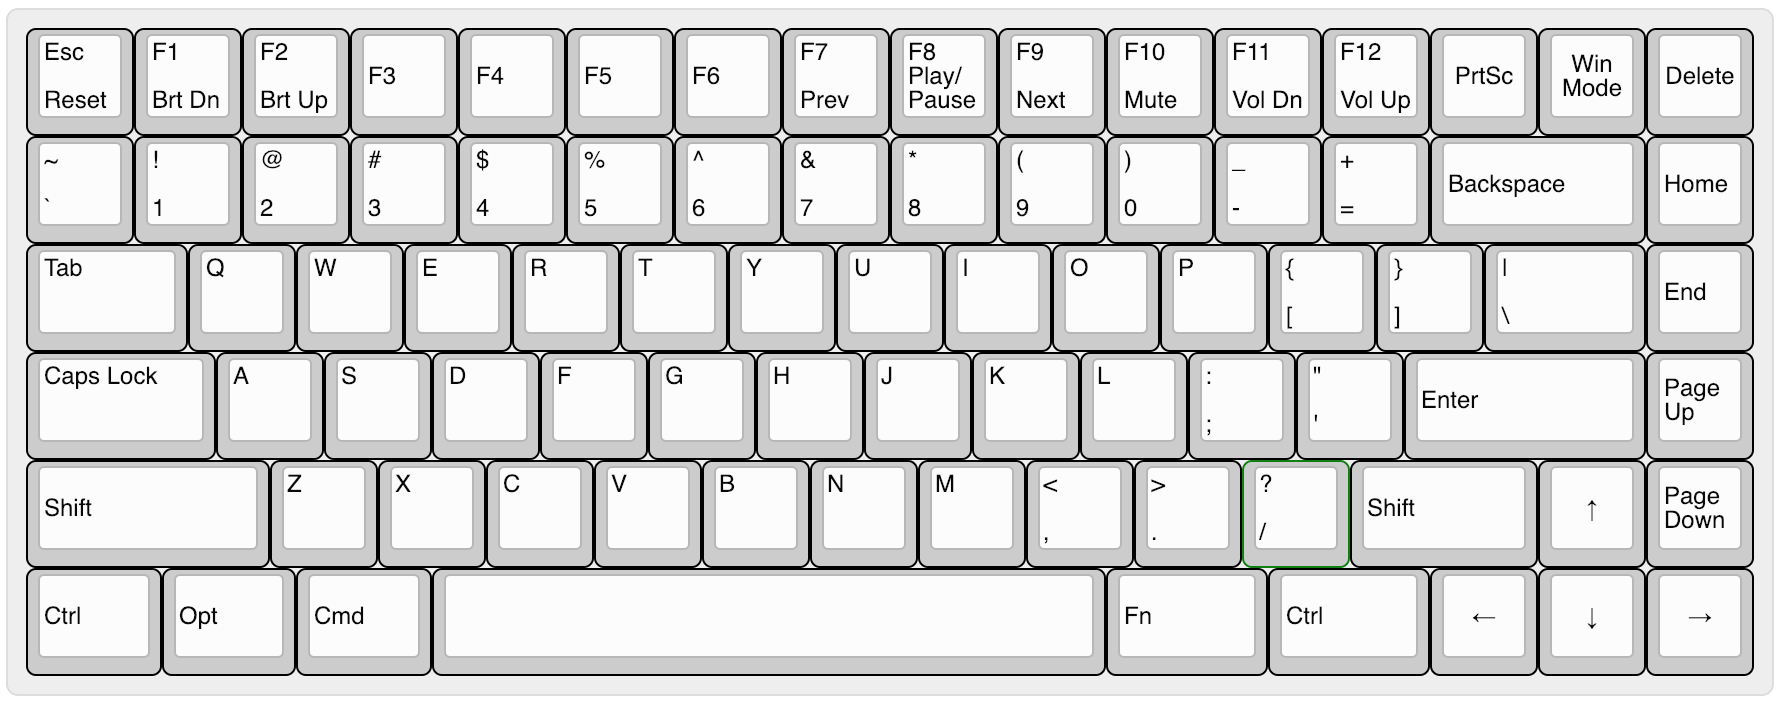 Esc F1 F2 F3 F4 F5 F6 F7 F8 F9 F10 F11 F12 PrtSc Win Delete
Play/ Mode
Reset Brt Dn Brt Up Prev Pause Next Mute Vol Dn Vol Up
~ ! @ # $ % ^ & * ( ) _ + Backspace Home
` 1 2 3 4 5 6 7 8 9 0 - =
Tab Q W E R T Y U I O P { } | End
[ ] \
Caps Lock A S D F G H J K L : " Enter Page
Up
; '
Shift Z X C V B N M < > ? Shift ↑ Page
Down
, . /
Ctrl Opt Cmd Fn Ctrl ← ↓ →